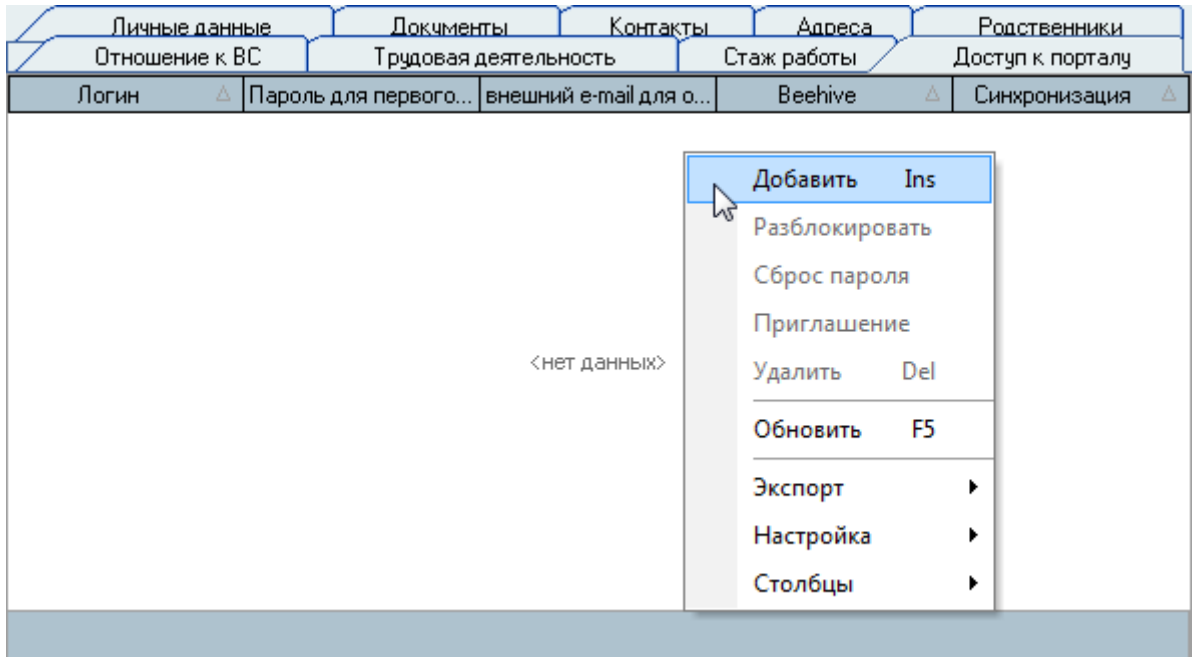 Личные данные Документы Контакты Адреса Родственники
Отношение к ВС Трудовая деятельность Стаж работы Доступ к порталу
Логин Пароль для первого... внешний e-mail для о... Beehive Синхронизация
Добавить Ins
Разблокировать
Сброс пароля
Приглашение
<нет данных>
Удалить Del
Обновить F5
Экспорт
Настройка
Столбцы